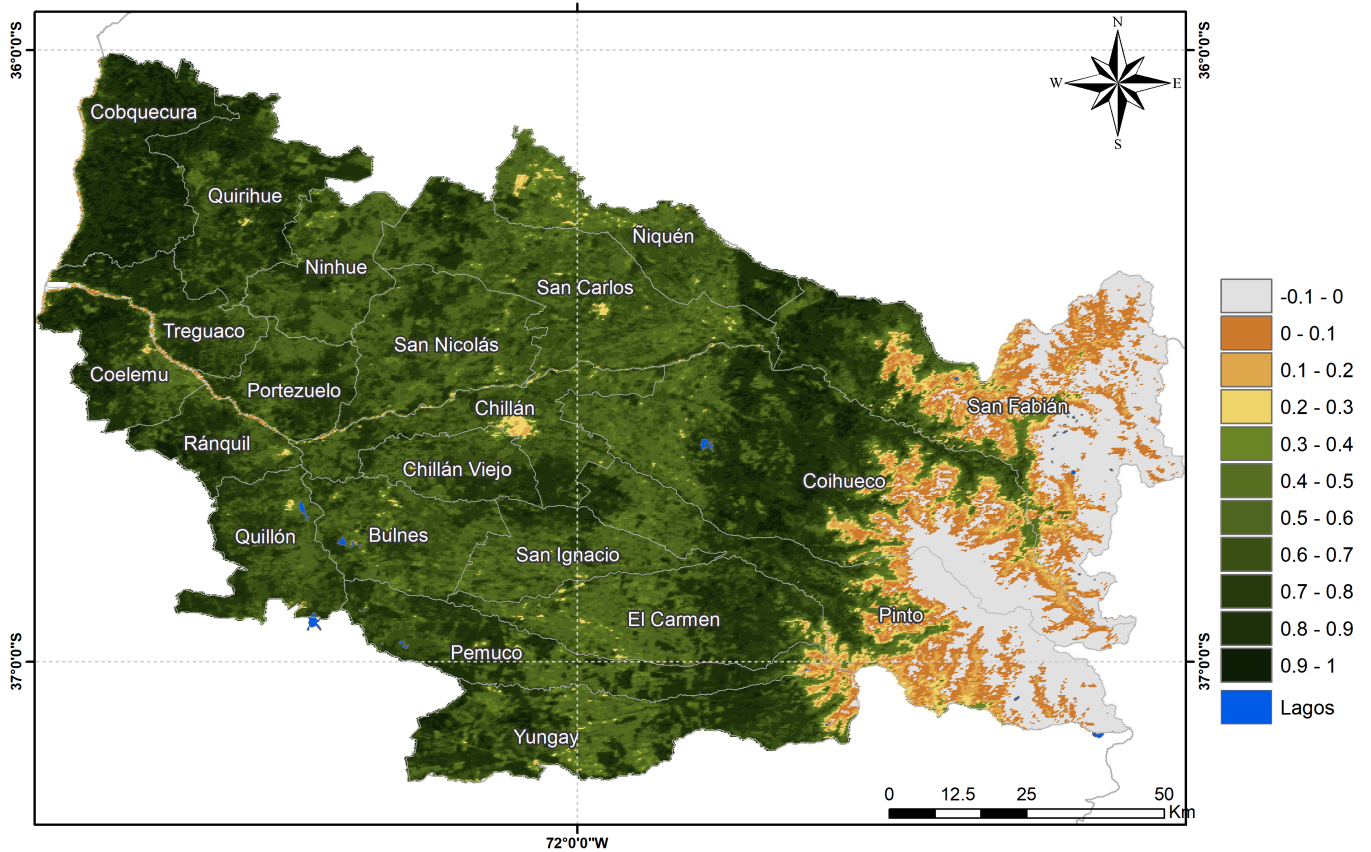 36°0'0"S
36°0'0"S
N
W
E
S
Cobquecura
Quirihue
Ñiquén
Ninhue
San Carlos
-0.1 - 0
0 - 0.1
0.1 - 0.2
0.2 - 0.3
0.3 - 0.4
0.4 - 0.5
0.5 - 0.6
0.6 - 0.7
0.7 - 0.8
0.8 - 0.9
0.9 - 1
Lagos
Treguaco
San Nicolás
Coelemu
Portezuelo
Chillán
San Fabián
Ránquil
Chillán Viejo
Coihueco
Quillón
Bulnes
San Ignacio
El Carmen
Pinto
Pemuco
37°0'0"S
37°0'0"S
Yungay
0 12.5 25 50
Km
72°0'0"W